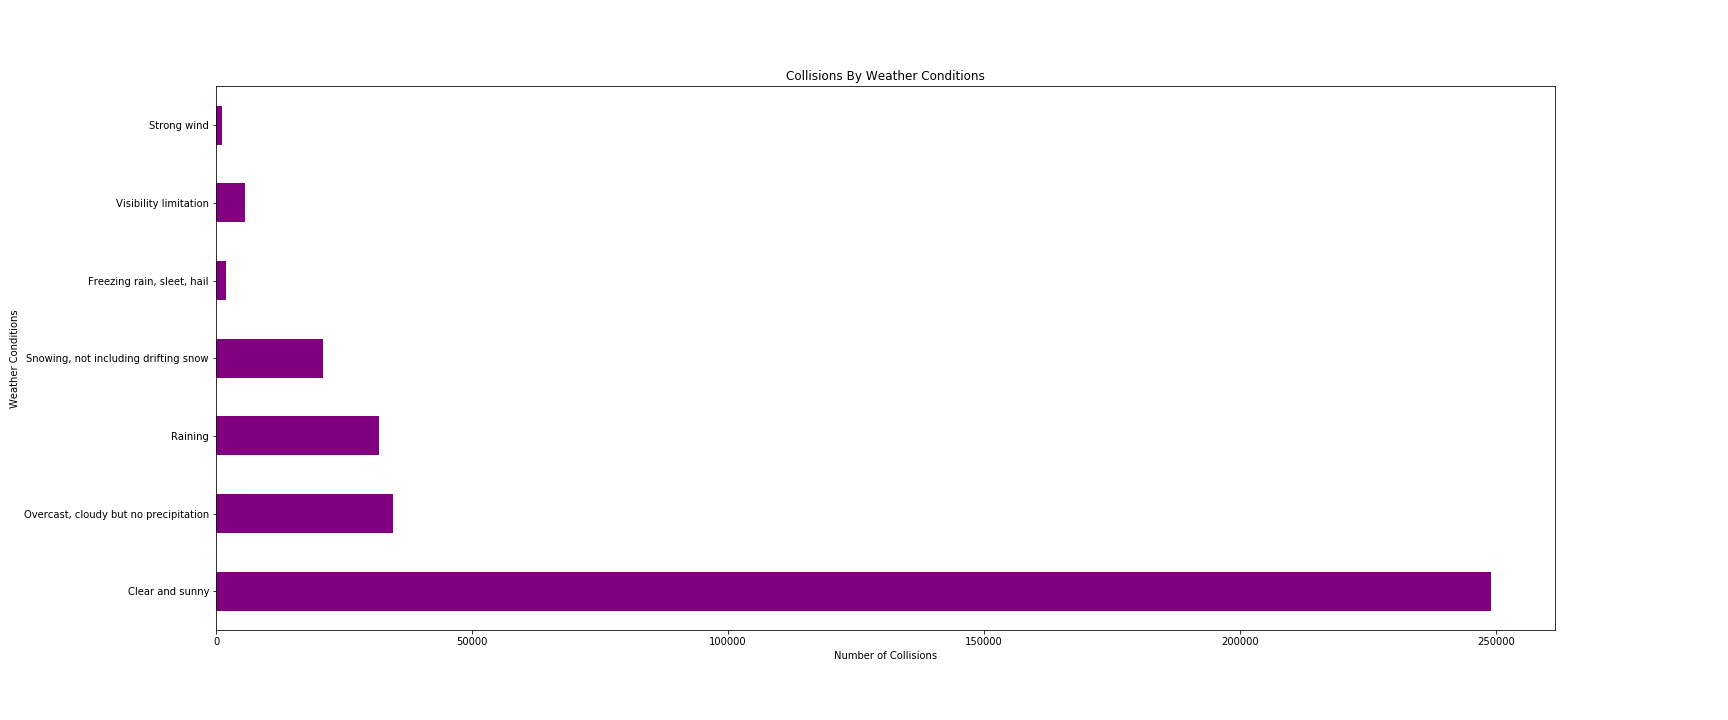 Collisions By Weather Conditions
Strong wind
Visibility limitation
Freezing rain, sleet, hail
Snowing, not including drifting snow
Raining
Overcast, cloudy but no precipitation
Clear and sunny
Weather Conditions
0 50000 100000 150000 200000 250000
Number of Collisions